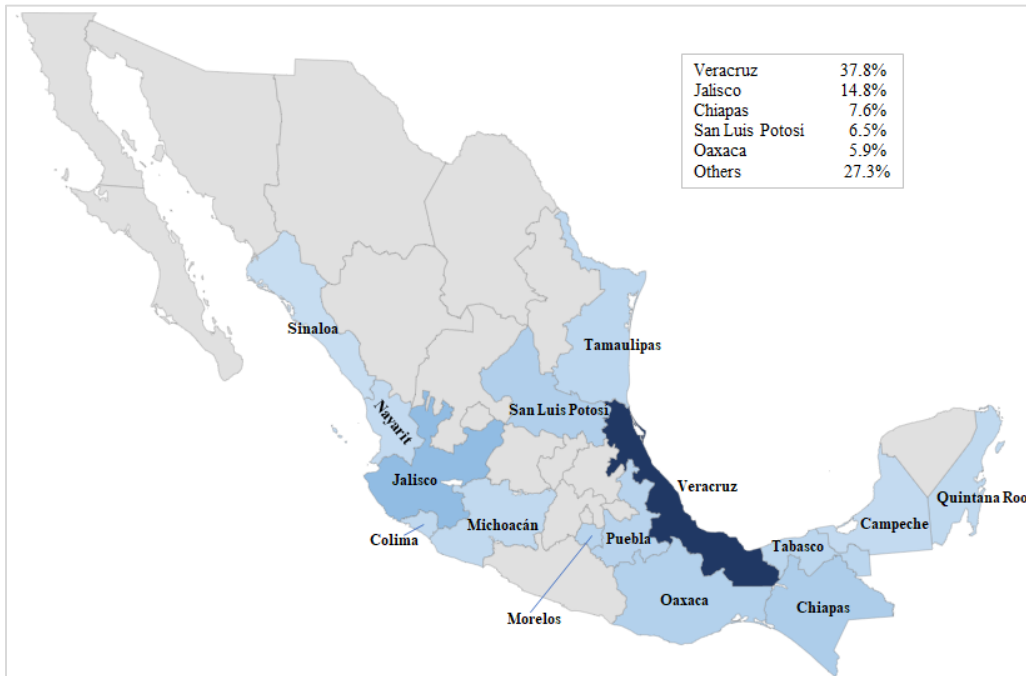 Veracruz 37.8%
Jalisco 14.8%
Chiapas 7.6%
San Luis Potosi 6.5%
Oaxaca 5.9%
Others 27.3%
Sinaloa
Tamaulipas
Nayarit
San Luis Potosi
Jalisco
Veracruz
Quintana Roo
Michoacán
Campeche
Colima
Puebla
Tabasco
Oaxaca
Chiapas
Morelos